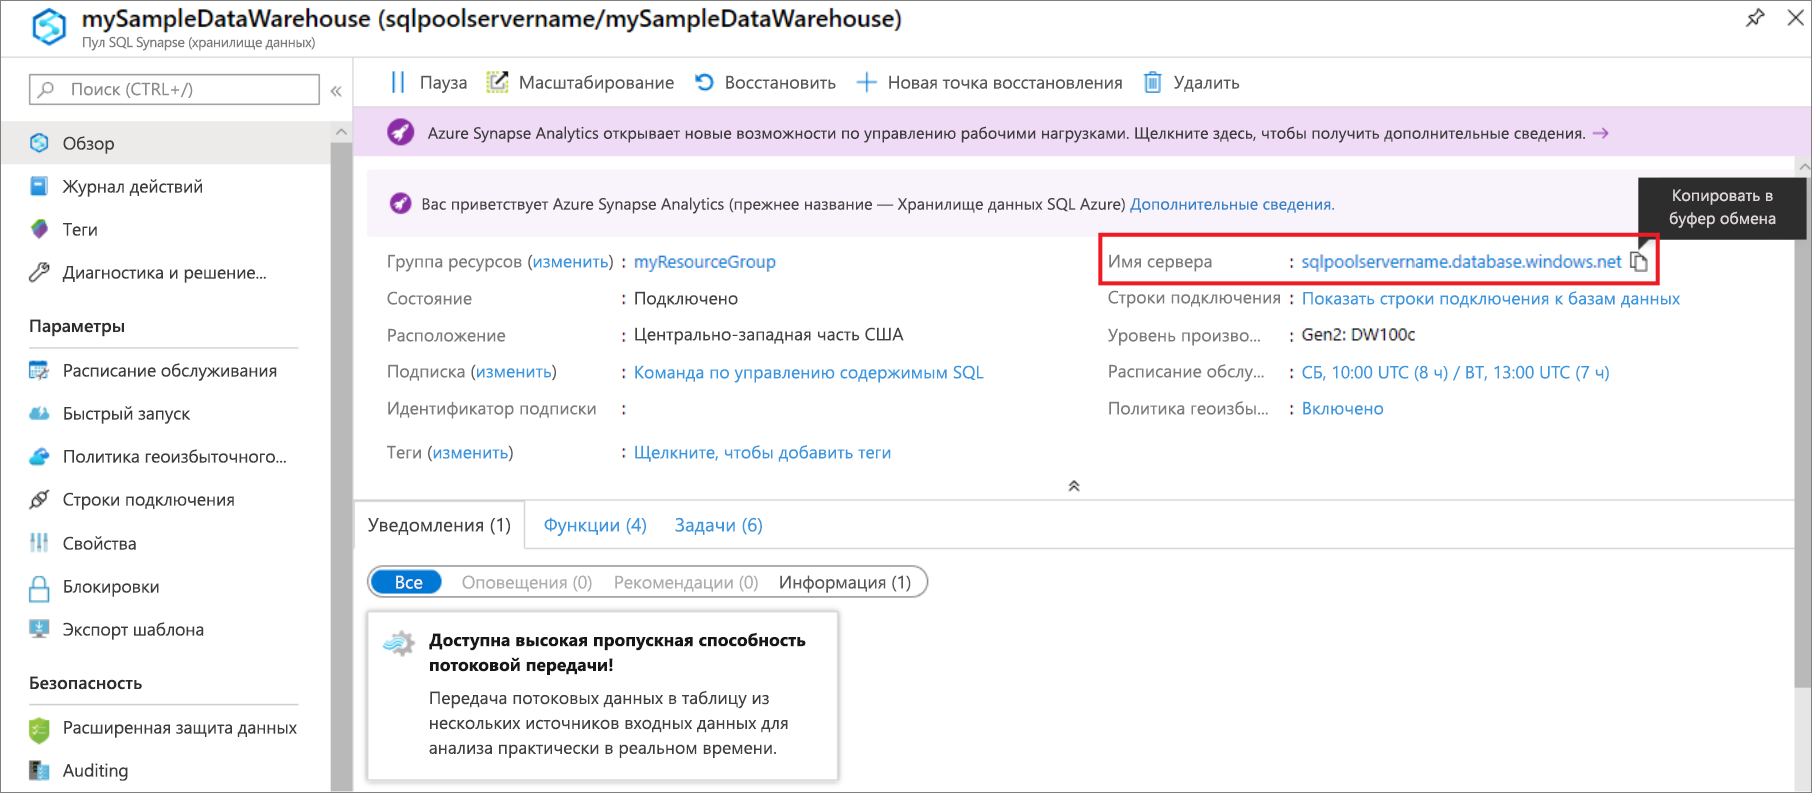 mySampleDataWarehouse (sqlpoolservername/mySampleDataWarehouse)
Пул SQL Synapse (хранилище данных)
Поиск (CTRL+/)
«
Обзор
Журнал действий
Теги
Диагностика и решение...
Параметры
Расписание обслуживания
Быстрый запуск
Политика геоизбыточного...
Строки подключения
Свойства
Блокировки
Экспорт шаблона
Безопасность
Расширенная защита данных
Auditing
Пауза
Масштабирование
Восстановить
Новая точка восстановления
Удалить
Azure Synapse Analytics открывает новые возможности по управлению рабочими нагрузками. Щелкните здесь, чтобы получить дополнительные сведения. →
Вас приветствует Azure Synapse Analytics (прежнее название — Хранилище данных SQL Azure) Дополнительные сведения.
Копировать в
буфер обмена
Группа ресурсов (изменить) : myResourceGroup
Состояние : Подключено
Расположение : Центрально-западная часть США
Подписка (изменить) : Команда по управлению содержимым SQL
Идентификатор подписки :
Теги (изменить) : Щелкните, чтобы добавить теги
Имя сервера : sqlpoolservername.database.windows.net
Строки подключения : Показать строки подключения к базам данных
Уровень произво... : Gen2: DW100c
Расписание обслу... : СБ, 10:00 UTC (8 ч) / ВТ, 13:00 UTC (7 ч)
Политика геоизбы... : Включено
Уведомления (1)
Функции (4)
Задачи (6)
Все
Оповещения (0)
Рекомендации (0)
Информация (1)
Доступна высокая пропускная способность
потоковой передачи!
Передача потоковых данных в таблицу из
нескольких источников входных данных для
анализа практически в реальном времени.